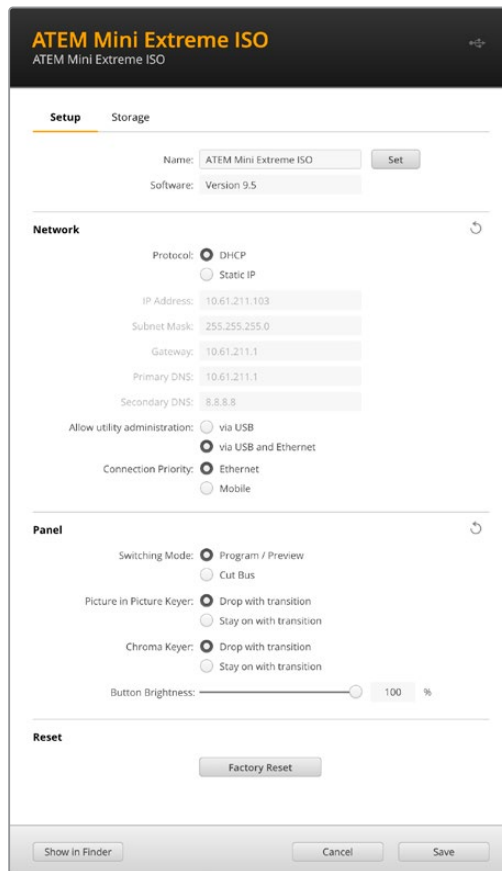 ATEM Mini Extreme ISO
ATEM Mini Extreme ISO
Setup Storage
Name: ATEM Mini Extreme ISO Set
Software: Version 9.5
Network
Protocol: DHCP
Static IP
IP Address: 10.61.211.103
Subnet Mask: 255.255.255.0
Gateway: 10.61.211.1
Primary DNS: 10.61.211.1
Secondary DNS: 8.8.8.8
Allow utility administration: via USB
via USB and Ethernet
Connection Priority: Ethernet
Mobile
Panel
Switching Mode: Program / Preview
Cut Bus
Picture in Picture Keyer: Drop with transition
Stay on with transition
Chroma Keyer: Drop with transition
Stay on with transition
Button Brightness: 100 %
Reset
Factory Reset
Show in Finder Cancel Save